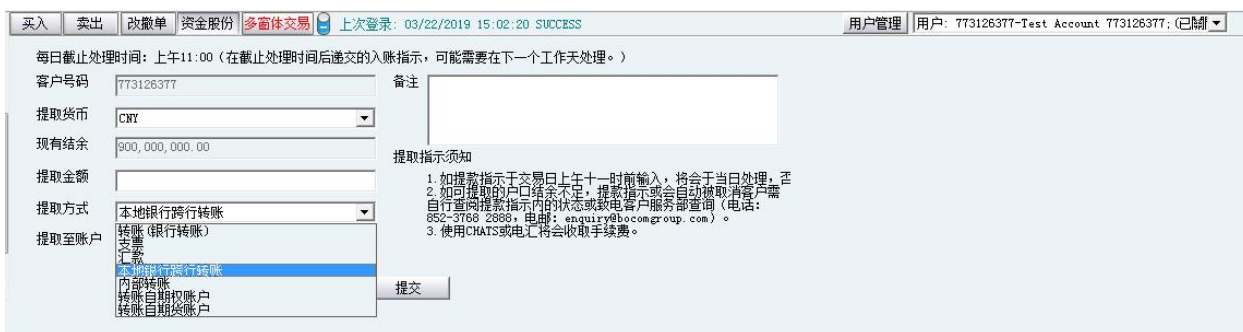 买入 卖出 改撤单 资金股份 多窗体交易 上次登录: 03/22/2019 15:02:20 SUCCESS 用户管理 用户: 773126377-Test Account 773126377; (已開
每日截止处理时间: 上午11:00 (在截止处理时间后递交的入账指示, 可能需要在下一个工作天处理。)
客户号码 773126377 备注
提取货币 CNY
现有结余 900,000,000.00
提取指示须知
提取金额
1.如提款指示于交易日上午十一时前输入, 将会于当日处理, 否
2.如可提取的户口结余不足, 提款指示或会自动被取消客户需
自行查阅提款指示内的状态或致电客户服务部查询 (电话:
852-3768 2888, 电邮: enquiry@bocomgroup.com) 。
3.使用CHATS或电汇将会收取手续费。
提取方式 本地银行跨行转账
提取至账户
转账(银行转账)
支票
汇款
本地银行跨行转账
内部转账
转账自期权账户
转账自期货账户
提交